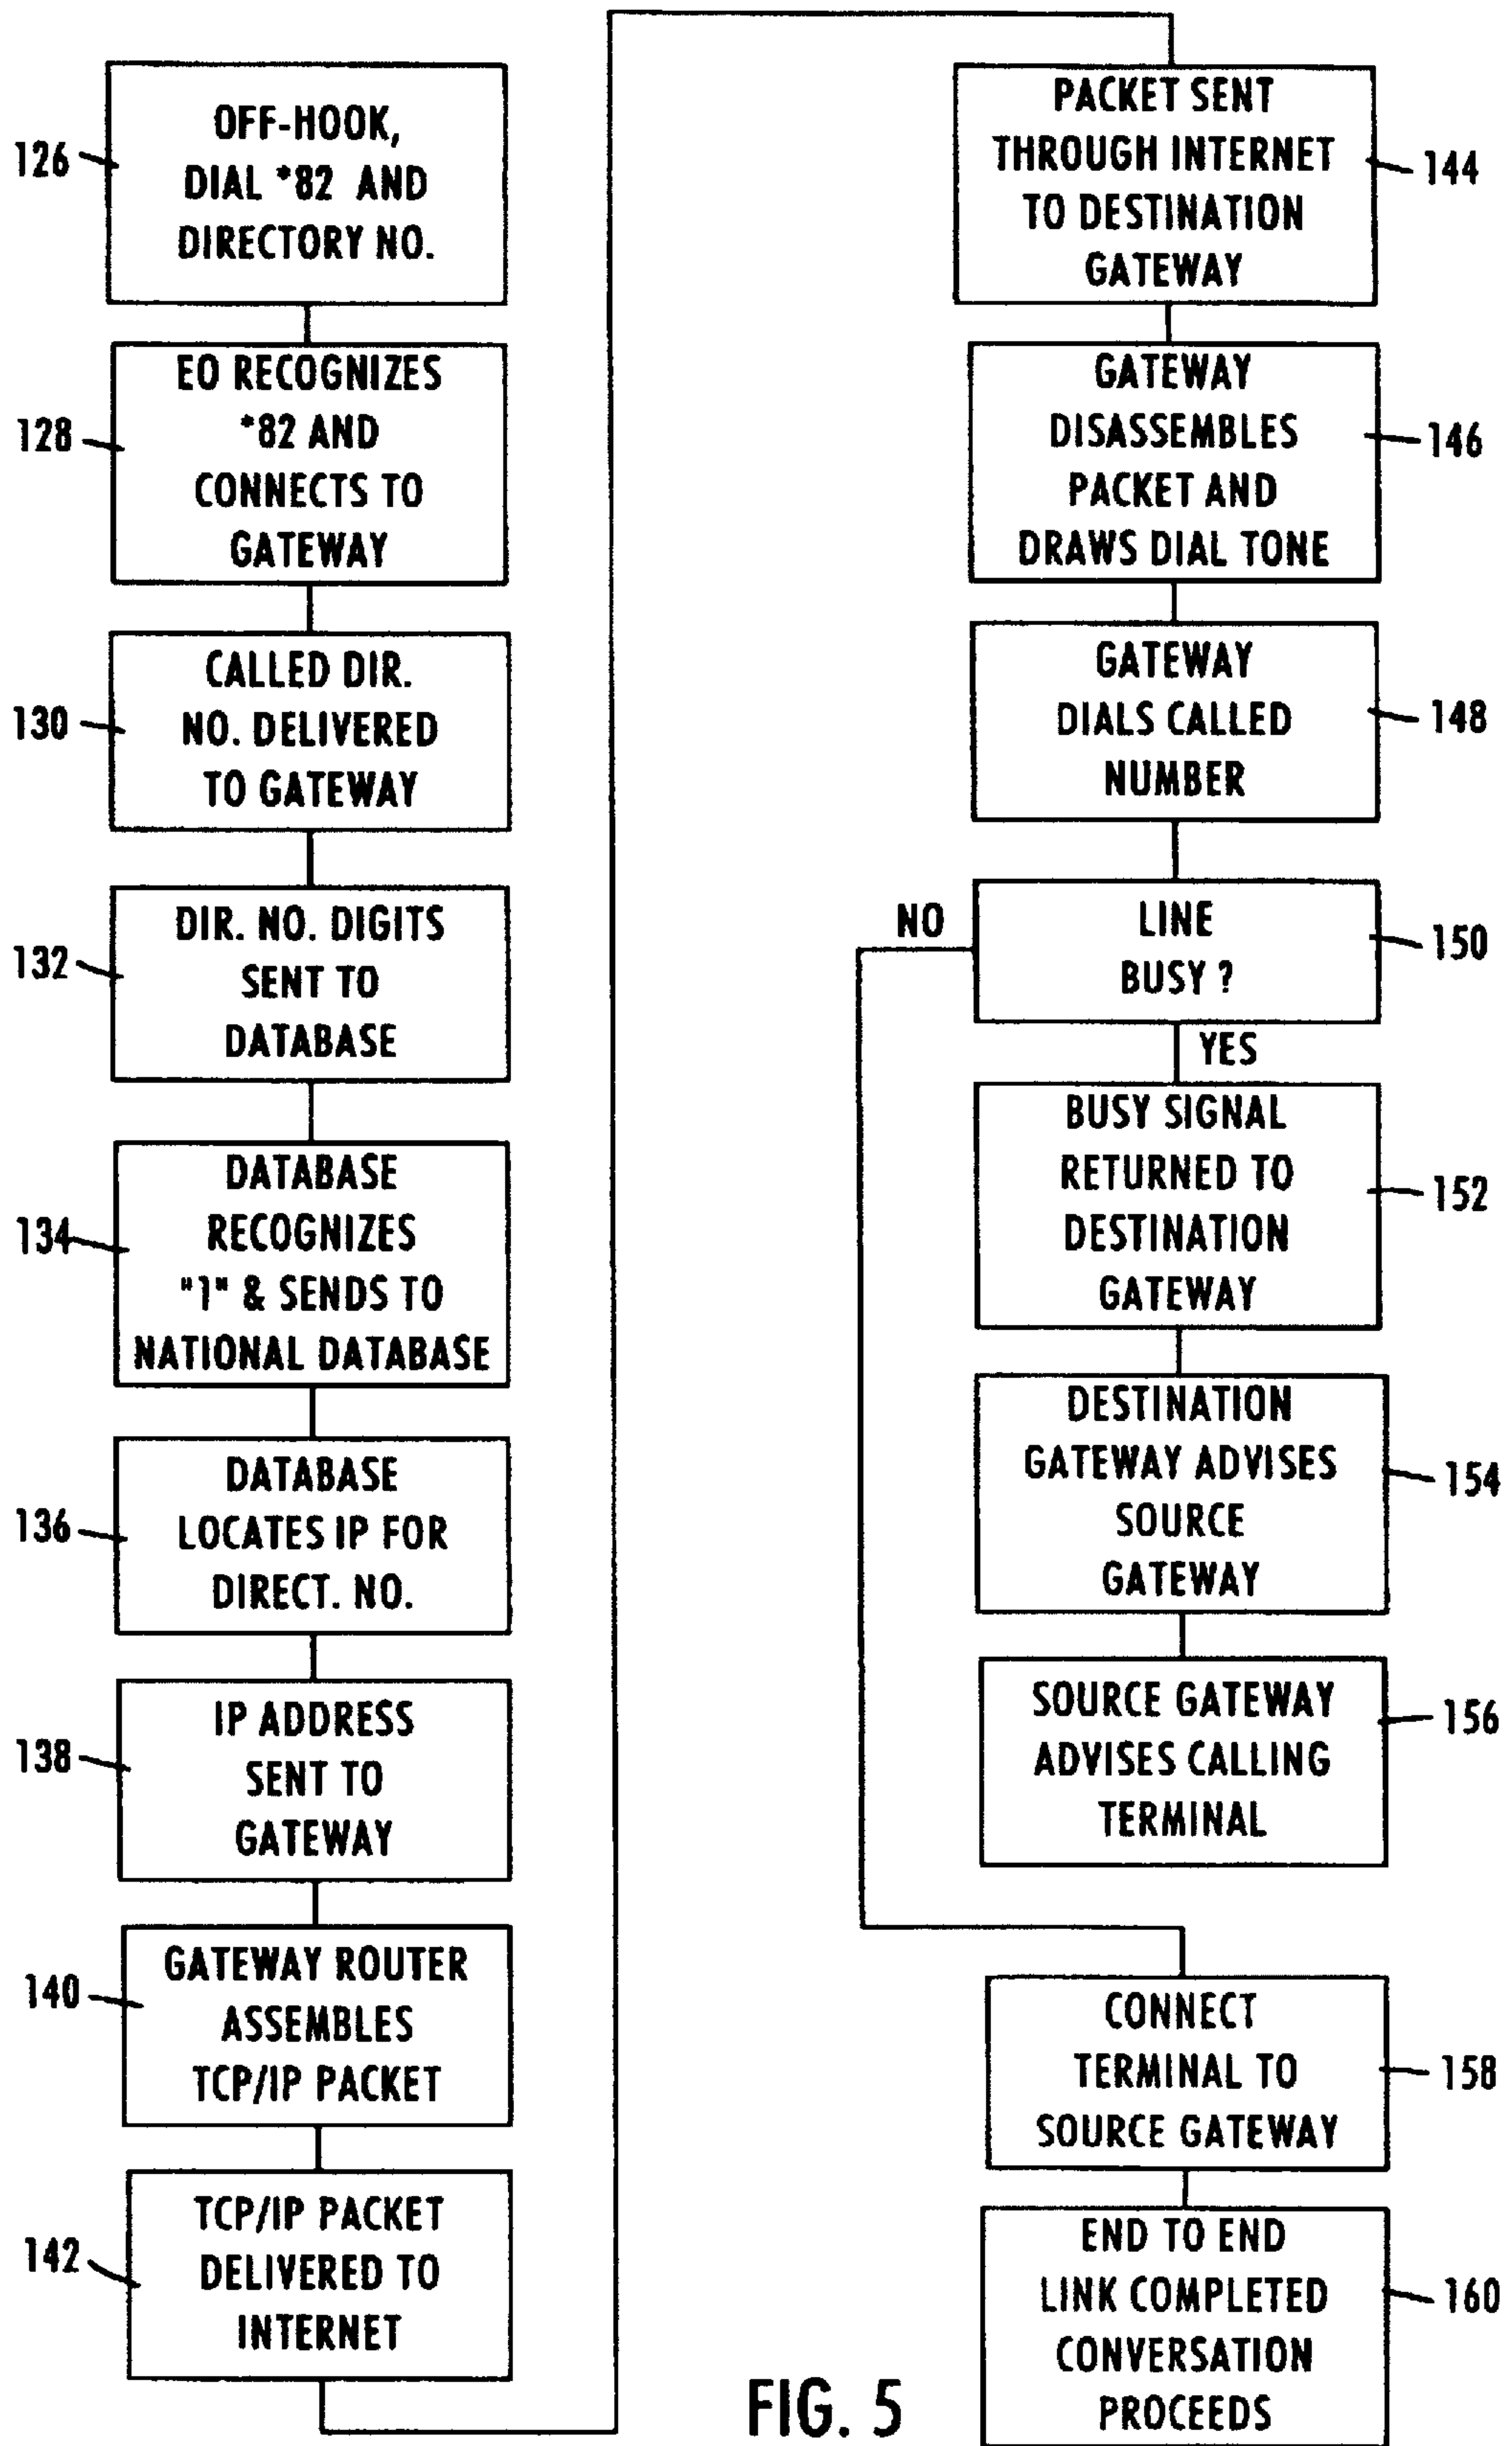 126
OFF-HOOK,
DIAL *82 AND
DIRECTORY NO.
128
EO RECOGNIZES
*82 AND
CONNECTS TO
GATEWAY
130
CALLED DIR.
NO. DELIVERED
TO GATEWAY
132
DIR. NO. DIGITS
SENT TO
DATABASE
134
DATABASE
RECOGNIZES
"1" & SENDS TO
NATIONAL DATABASE
136
DATABASE
LOCATES IP FOR
DIRECT. NO.
138
IP ADDRESS
SENT TO
GATEWAY
140
GATEWAY ROUTER
ASSEMBLES
TCP/IP PACKET
142
TCP/IP PACKET
DELIVERED TO
INTERNET
PACKET SENT
THROUGH INTERNET
TO DESTINATION
GATEWAY
144
GATEWAY
DISASSEMBLES
PACKET AND
DRAWS DIAL TONE
146
GATEWAY
DIALS CALLED
NUMBER
148
NO
LINE
BUSY ?
150
YES
BUSY SIGNAL
RETURNED TO
DESTINATION
GATEWAY
152
DESTINATION
GATEWAY ADVISES
SOURCE
GATEWAY
154
SOURCE GATEWAY
ADVISES CALLING
TERMINAL
156
CONNECT
TERMINAL TO
SOURCE GATEWAY
158
END TO END
LINK COMPLETED
CONVERSATION
PROCEEDS
160
FIG. 5